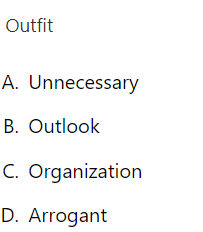 Outfit
A. Unnecessary
B. Outlook
C. Organization
D. Arrogant